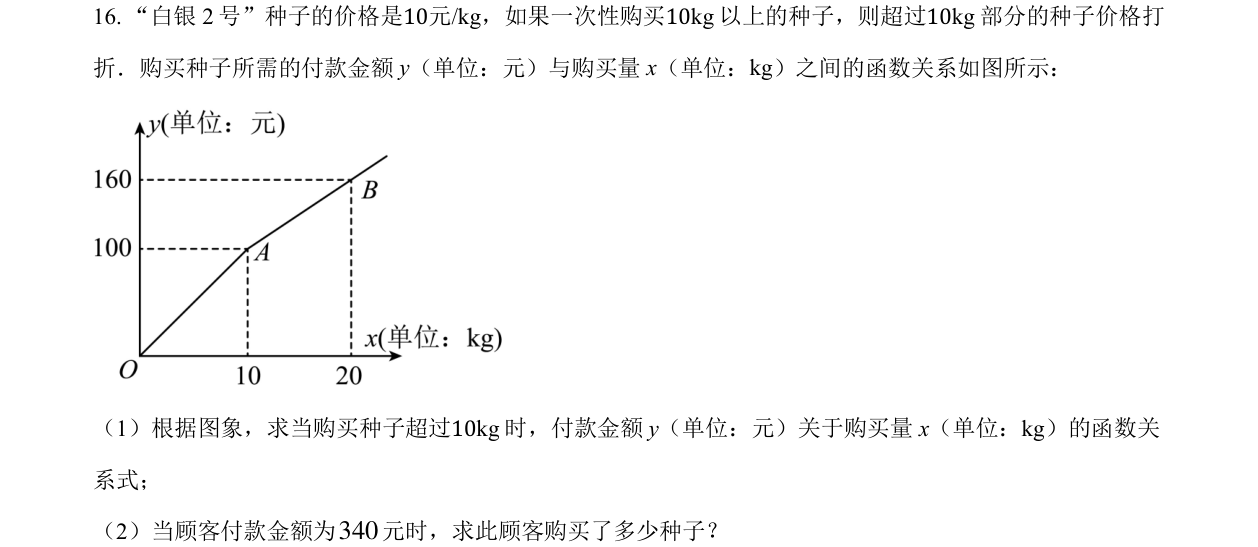 16. “白银 2 号”种子的价格是10元/kg，如果一次性购买10kg 以上的种子，则超过10kg 部分的种子价格打
折．购买种子所需的付款金额 y（单位：元）与购买量 x（单位：kg）之间的函数关系如图所示：
y(单位：元)
160
B
100
A
x(单位：kg)
O
10
20
（1）根据图象，求当购买种子超过10kg 时，付款金额 y（单位：元）关于购买量 x（单位：kg）的函数关
系式；
（2）当顾客付款金额为340 元时，求此顾客购买了多少种子？